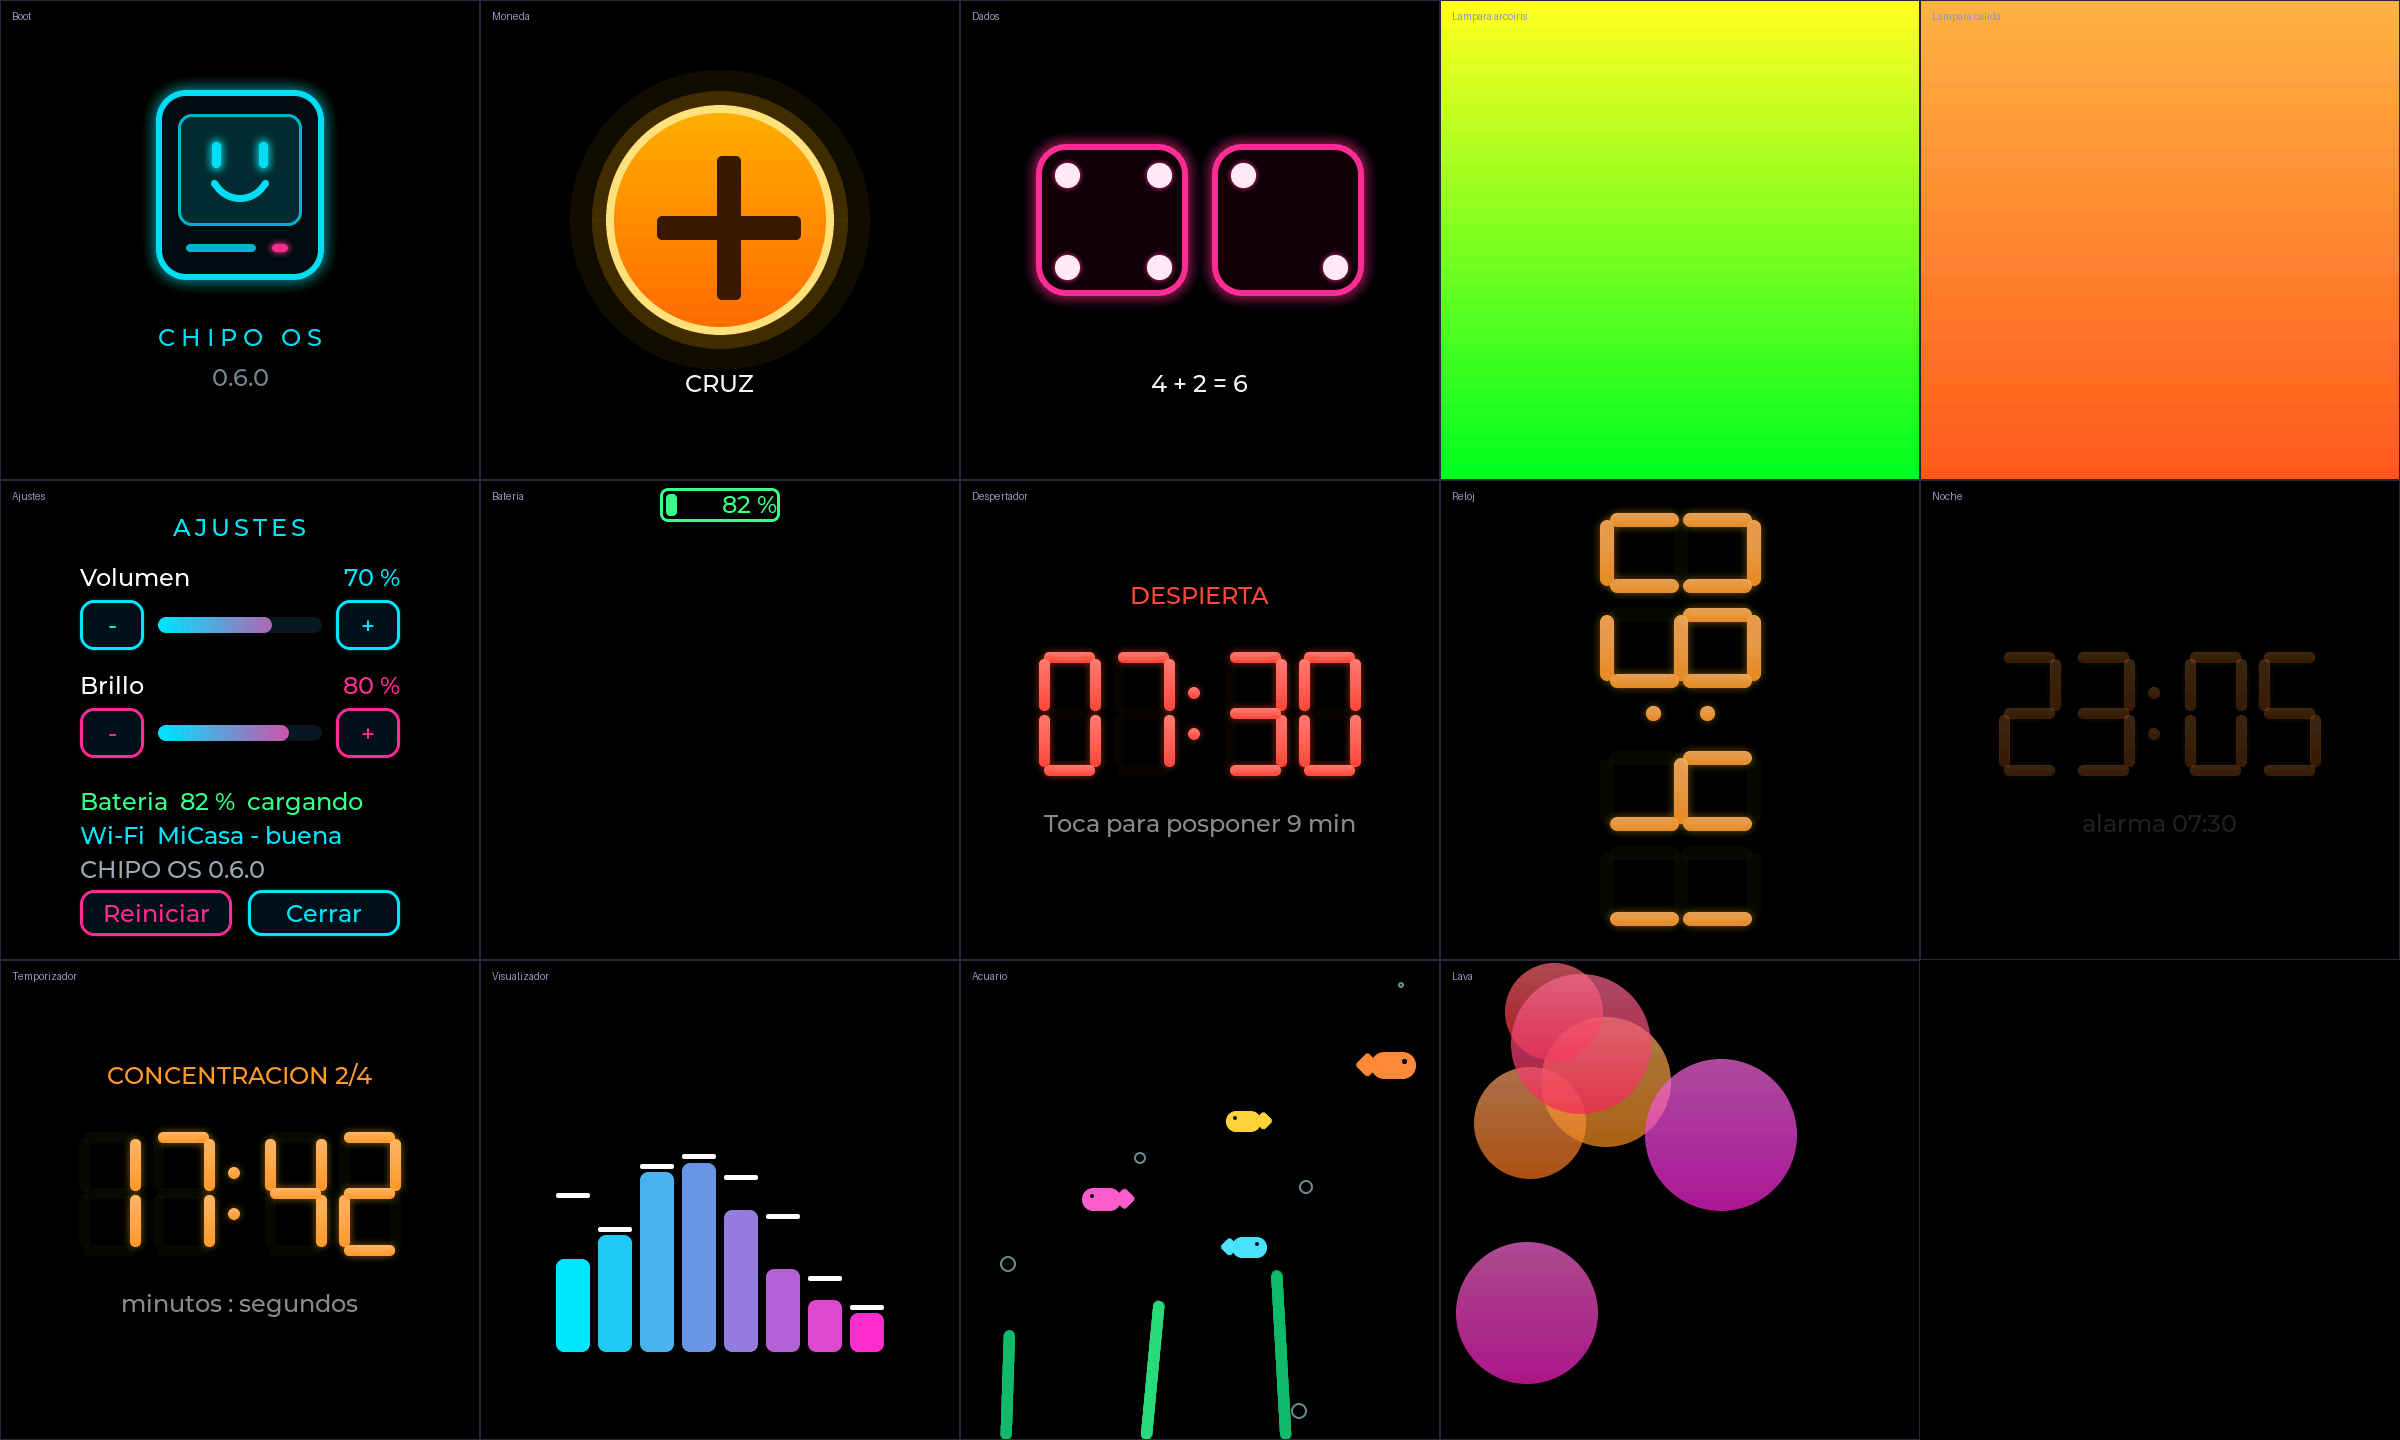 Boot
CHIPO OS
0.6.0
Moneda
CRUZ
Dados
4 + 2 = 6
Lampara arcoiris
Lampara calida
Ajustes
AJUSTES
Volumen 70 %
- +
Brillo 80 %
- +
Bateria 82 % cargando
Wi-Fi MiCasa - buena
CHIPO OS 0.6.0
Reiniciar Cerrar
Bateria
82 %
Despertador
DESPIERTA
07:30
Toca para posponer 9 min
Reloj
Noche
23:05
alarma 07:30
Temporizador
CONCENTRACION 2/4
17:42
minutos : segundos
Visualizador
Acuario
Lava